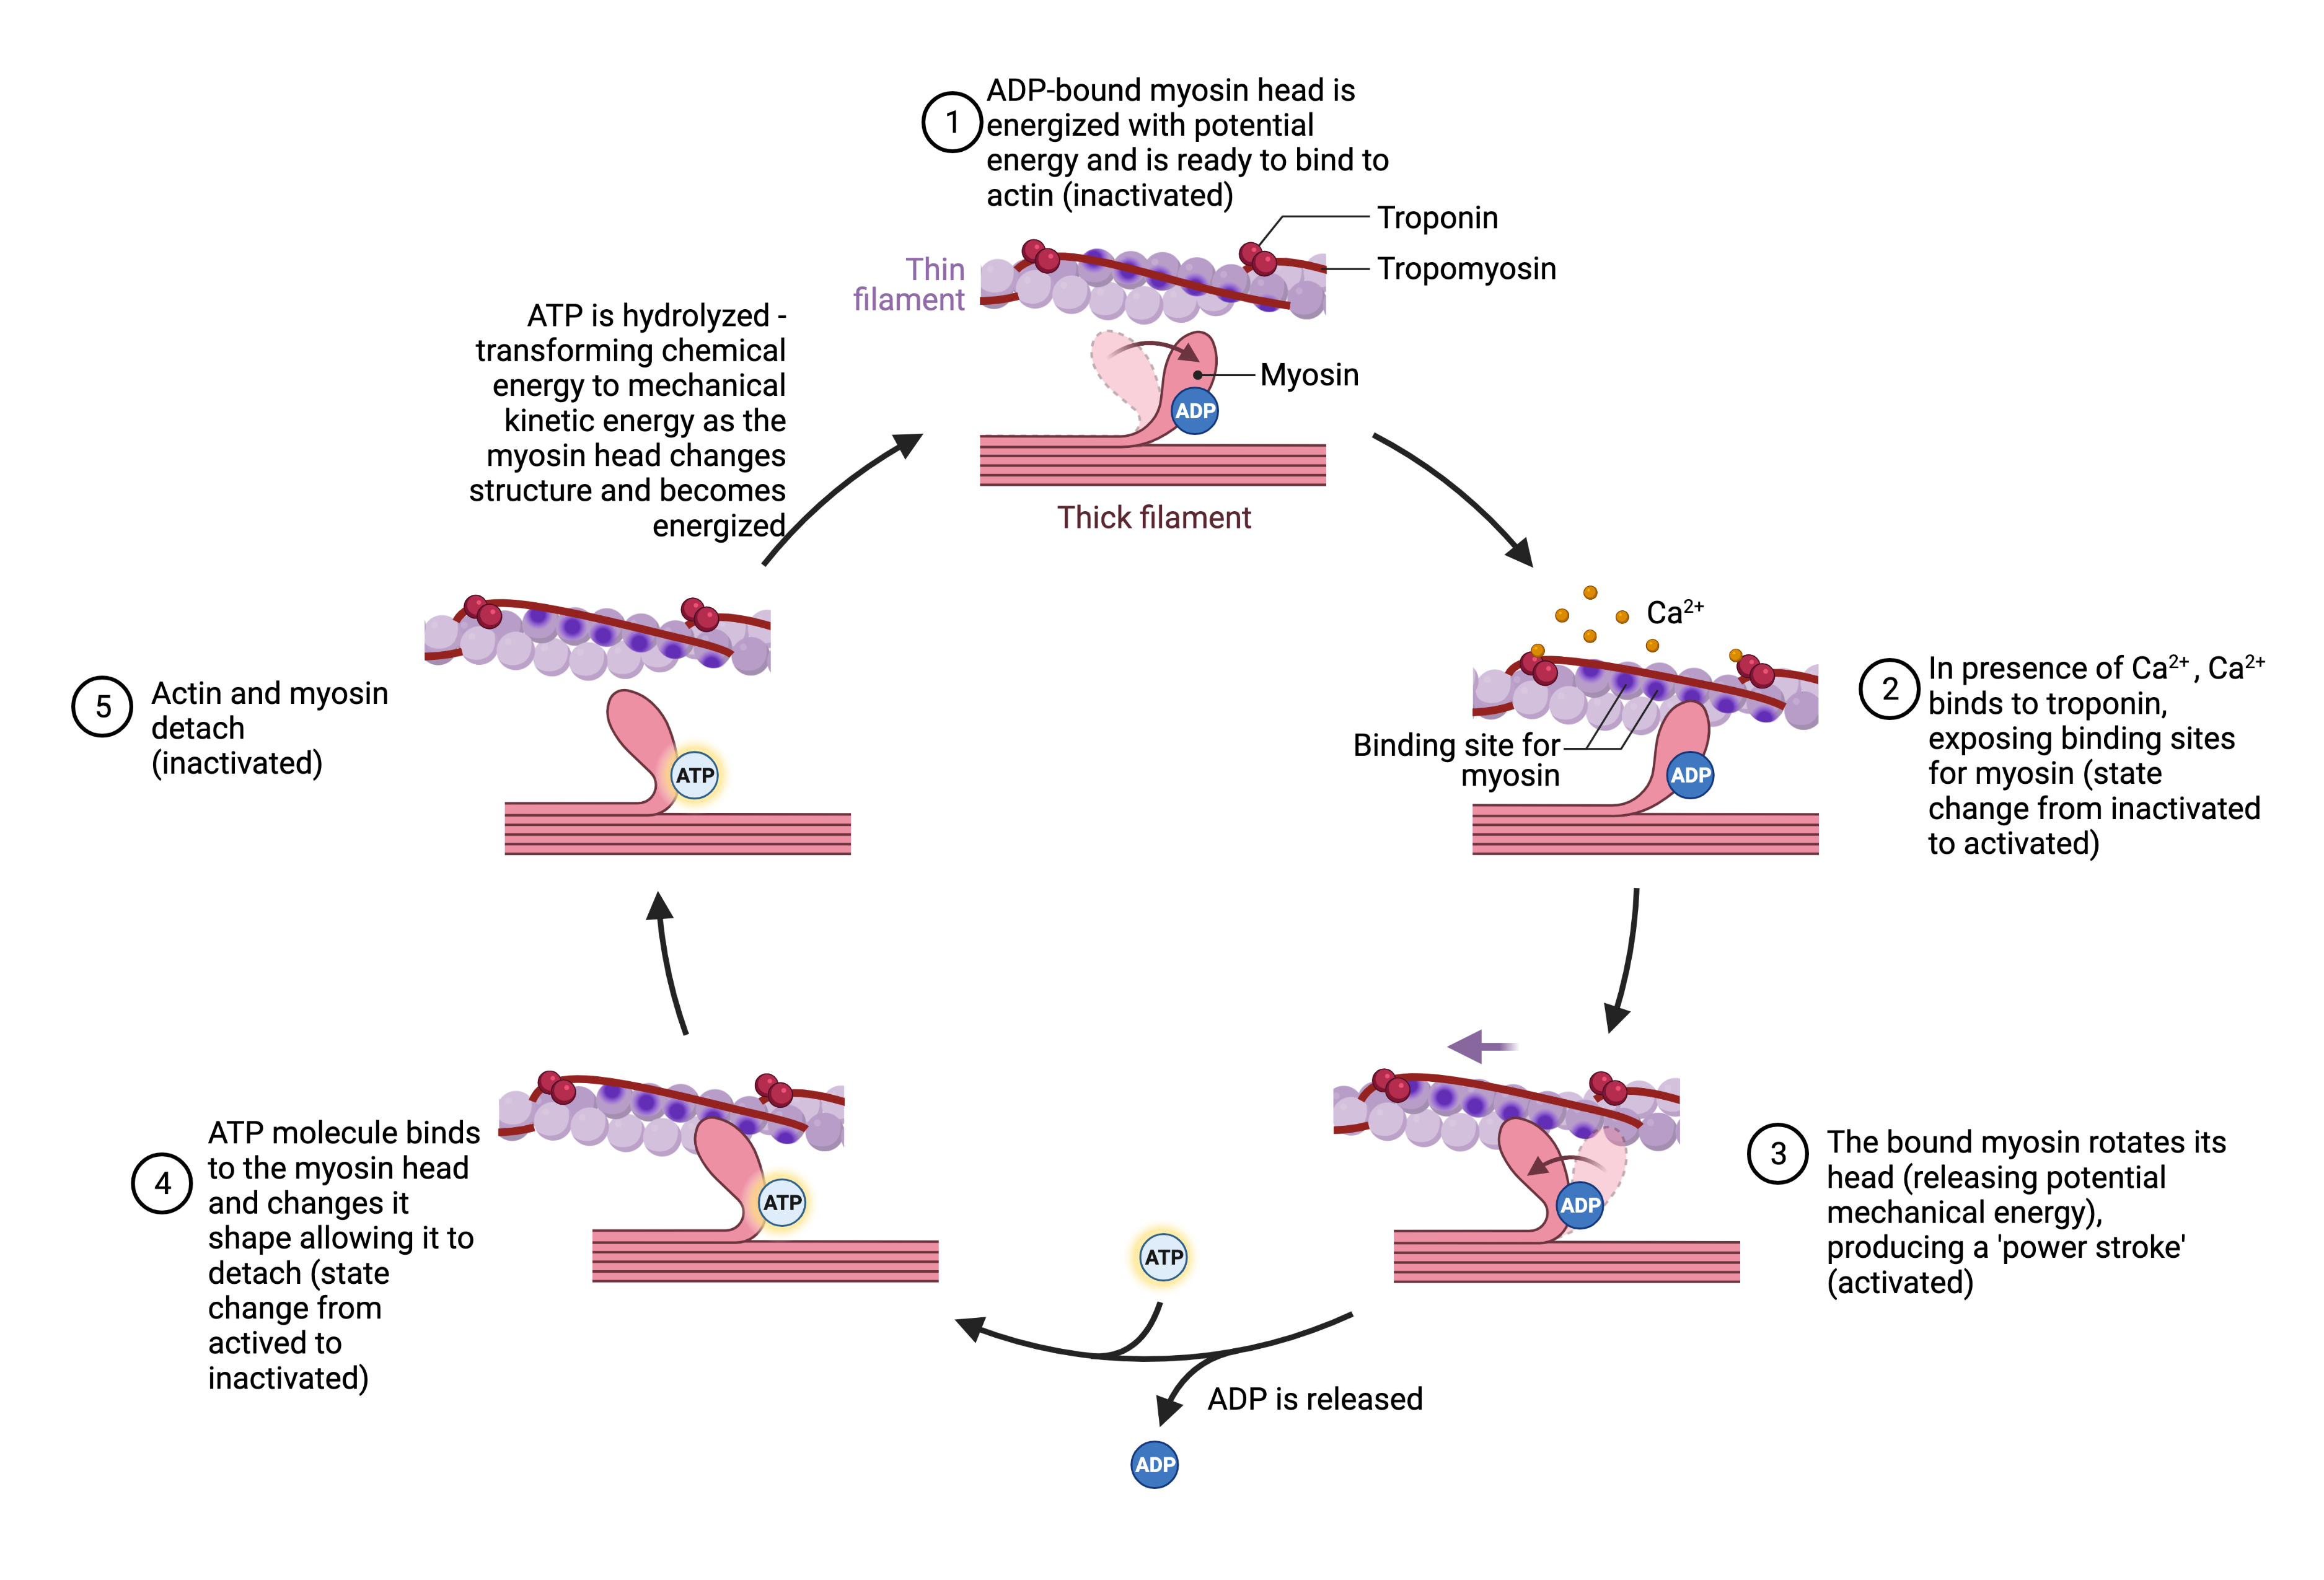 1
ADP-bound myosin head is
energized with potential
energy and is ready to bind to
actin (inactivated)
Troponin
Tropomyosin
Thin
filament
Myosin
ADP
Thick filament
Ca²⁺
Binding site for
myosin
ADP
2
In presence of Ca²⁺, Ca²⁺
binds to troponin,
exposing binding sites
for myosin (state
change from inactivated
to activated)
3
The bound myosin rotates its
head (releasing potential
mechanical energy),
producing a 'power stroke'
(activated)
ADP
ATP
ADP is released
ADP
4
ATP molecule binds
to the myosin head
and changes it
shape allowing it to
detach (state
change from
actived to
inactivated)
ATP
5
Actin and myosin
detach
(inactivated)
ATP
ATP is hydrolyzed -
transforming chemical
energy to mechanical
kinetic energy as the
myosin head changes
structure and becomes
energized